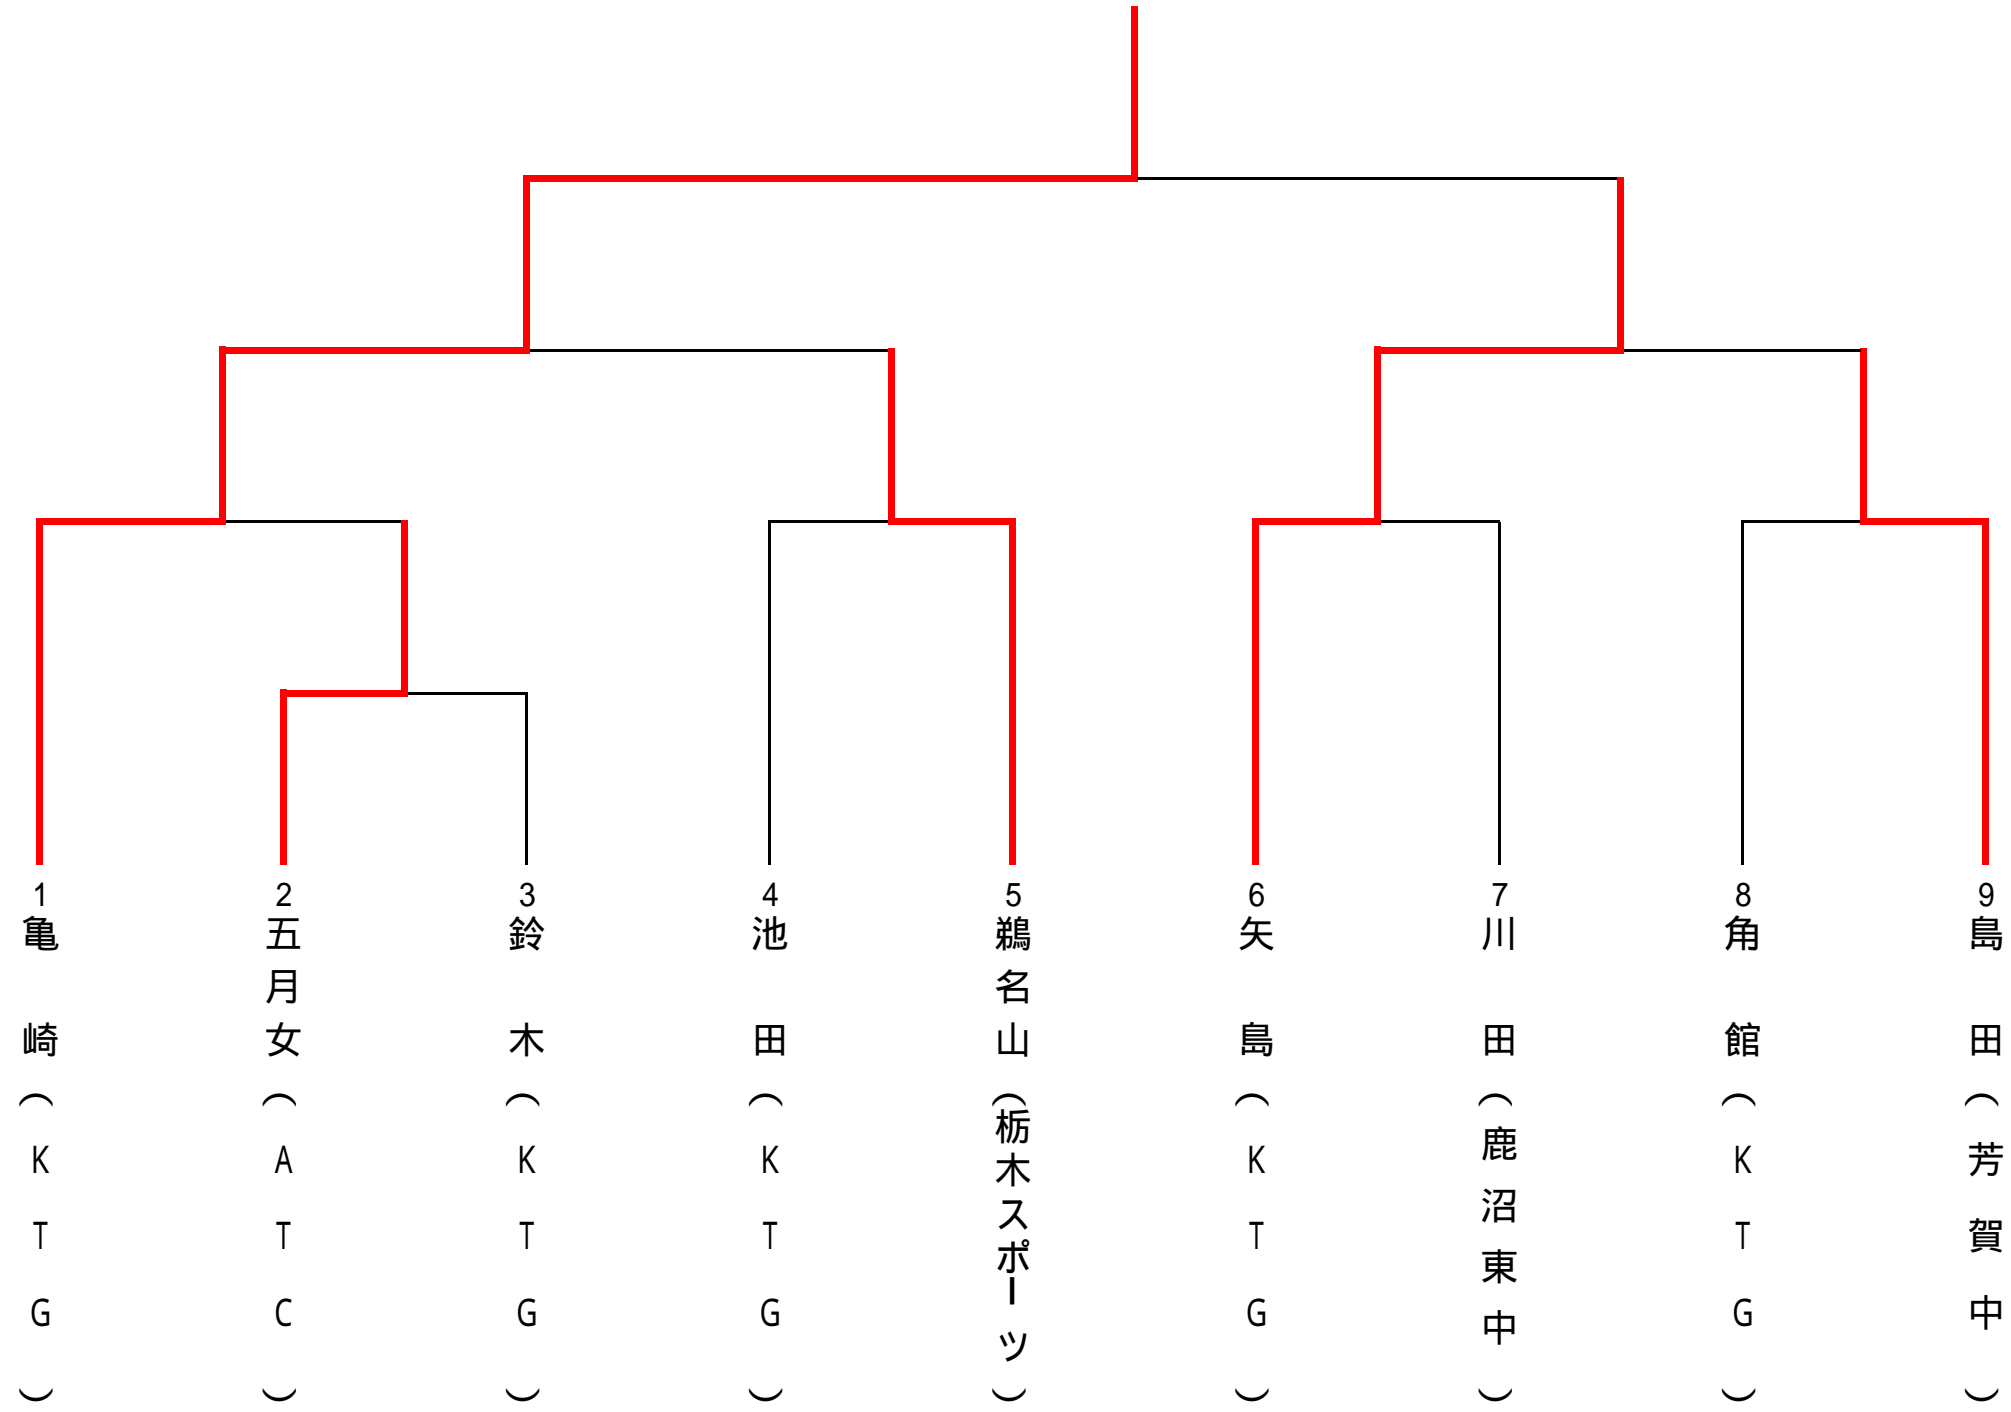 1 亀崎（KTG）
2 五月女（ATC）
3 鈴木（KTG）
4 池田（KTG）
5 鵜名山（栃木スポーツ）
6 矢島（KTG）
7 川田（鹿沼東中）
8 角館（KTG）
9 島田（芳賀中）